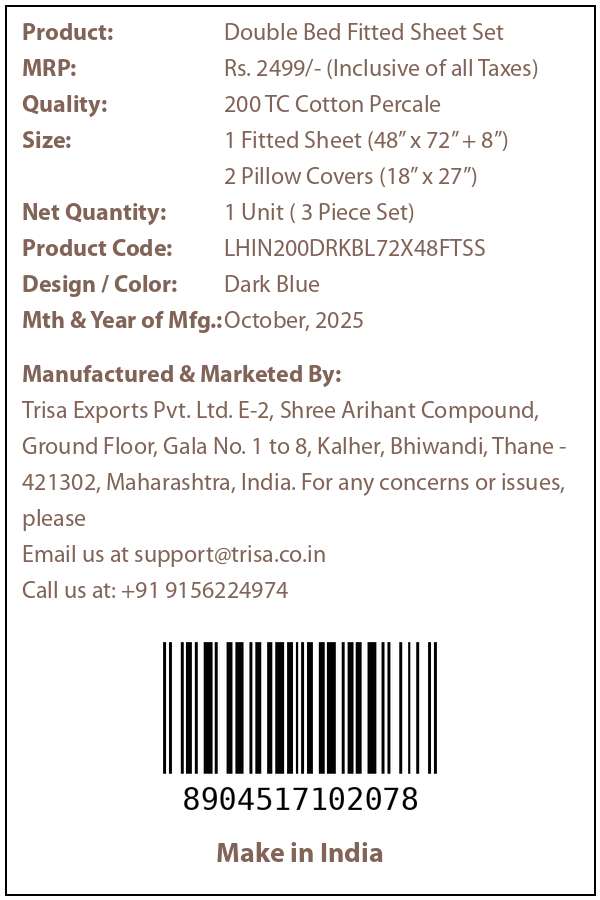 Product: Double Bed Fitted Sheet Set
MRP: Rs. 2499/- (Inclusive of all Taxes)
Quality: 200 TC Cotton Percale
Size: 1 Fitted Sheet (48” x 72” + 8”)
2 Pillow Covers (18” x 27”)
Net Quantity: 1 Unit ( 3 Piece Set)
Product Code: LHIN200DRKBL72X48FTSS
Design / Color: Dark Blue
Mth & Year of Mfg.: October, 2025
Manufactured & Marketed By:
Trisa Exports Pvt. Ltd. E-2, Shree Arihant Compound,
Ground Floor, Gala No. 1 to 8, Kalher, Bhiwandi, Thane -
421302, Maharashtra, India. For any concerns or issues,
please
Email us at support@trisa.co.in
Call us at: +91 9156224974
8904517102078
Make in India